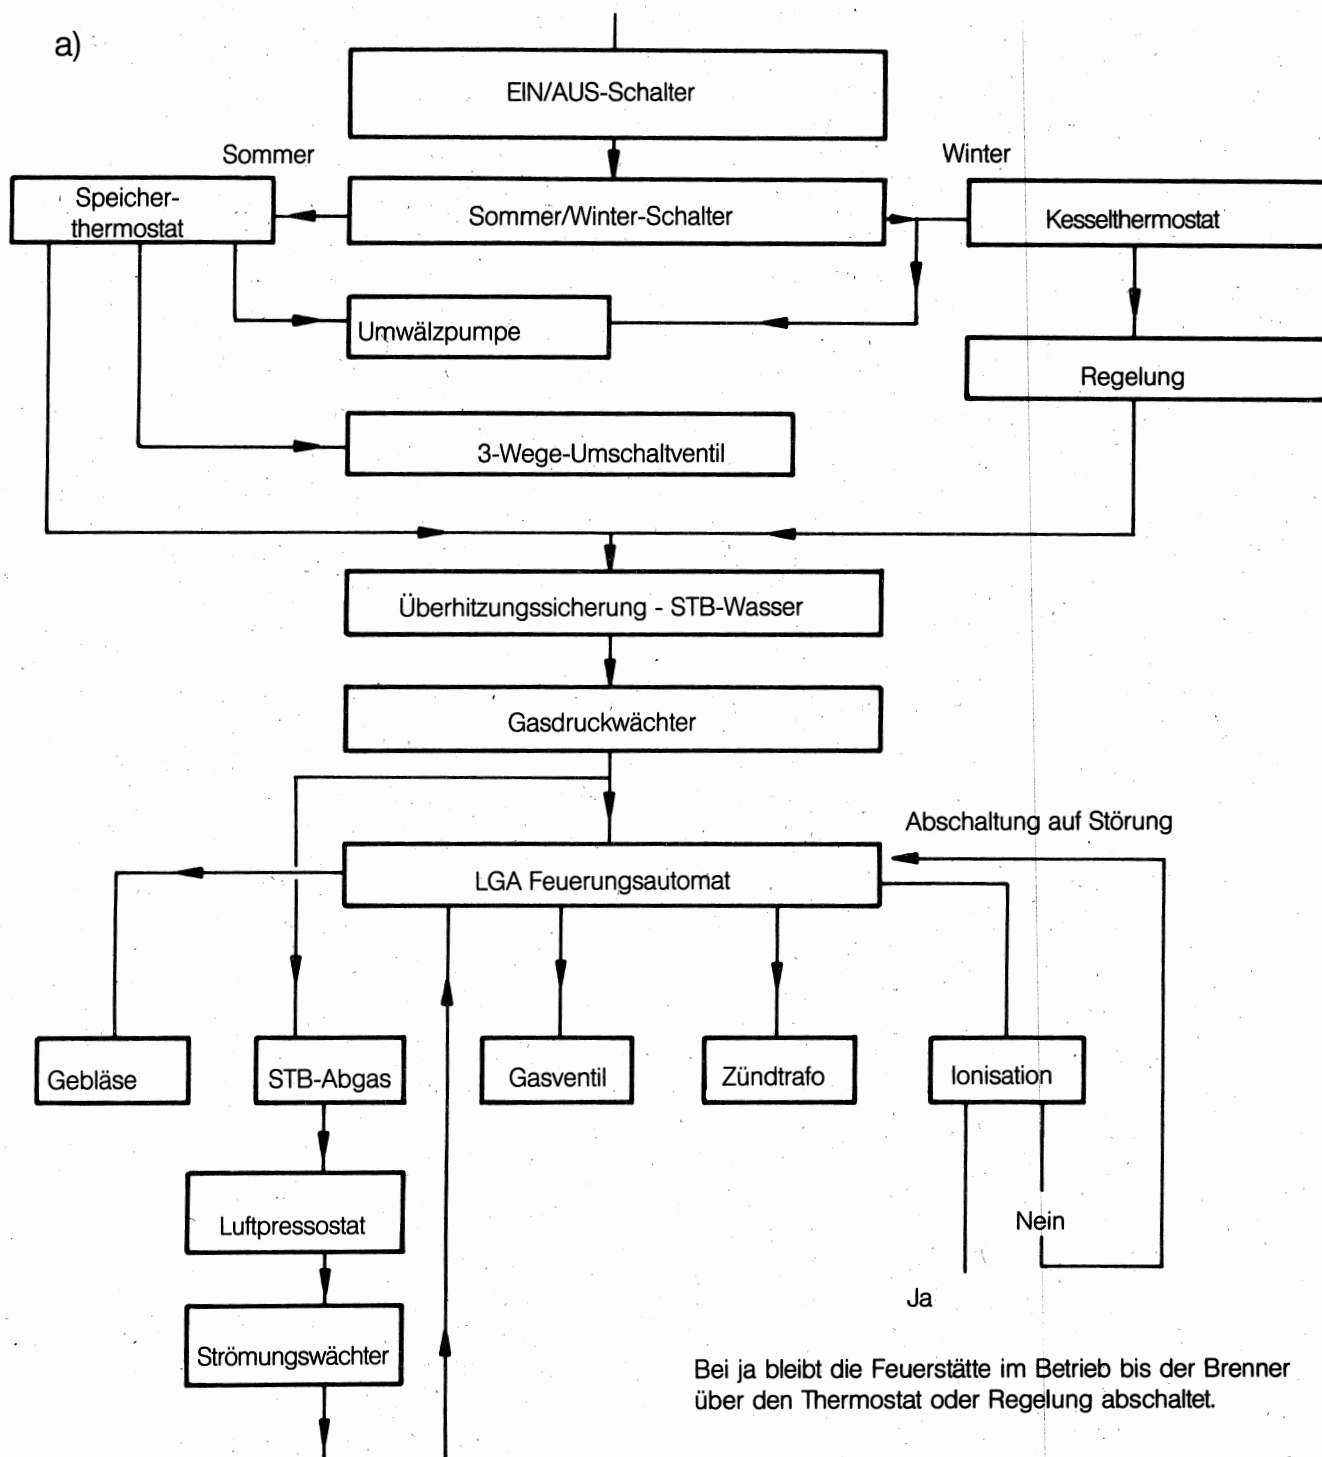 a)
EIN/AUS-Schalter
Sommer
Winter
Speicher-
thermostat
Sommer/Winter-Schalter
Kesselthermostat
Umwälzpumpe
Regelung
3-Wege-Umschaltventil
Überhitzungssicherung - STB-Wasser
Gasdruckwächter
Abschaltung auf Störung
LGA Feuerungsautomat
Gebläse
STB-Abgas
Gasventil
Zündtrafo
Ionisation
Luftpressostat
Nein
Ja
Strömungswächter
Bei ja bleibt die Feuerstätte im Betrieb bis der Brenner
über den Thermostat oder Regelung abschaltet.